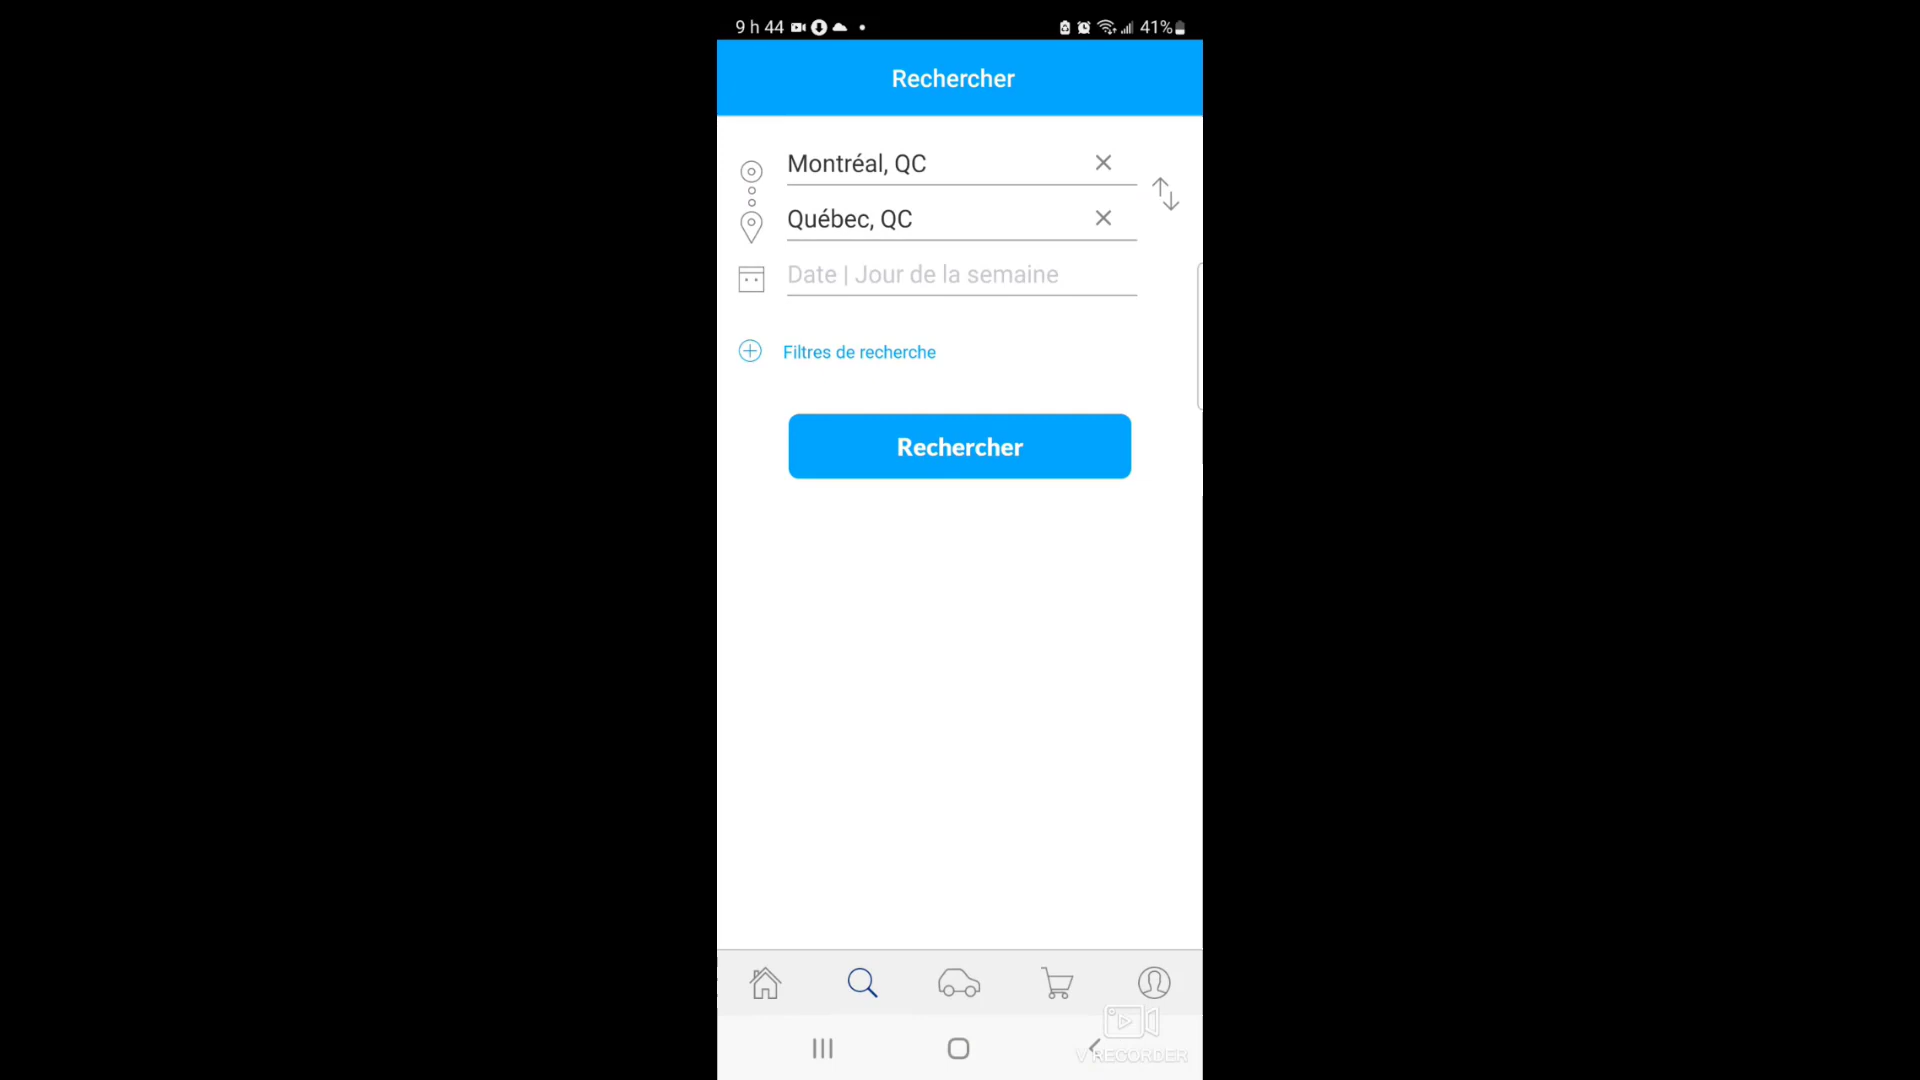 9 h 44
41%
Rechercher
Montréal, QC
Québec, QC
Date | Jour de la semaine
Filtres de recherche
Rechercher
V RECORDER